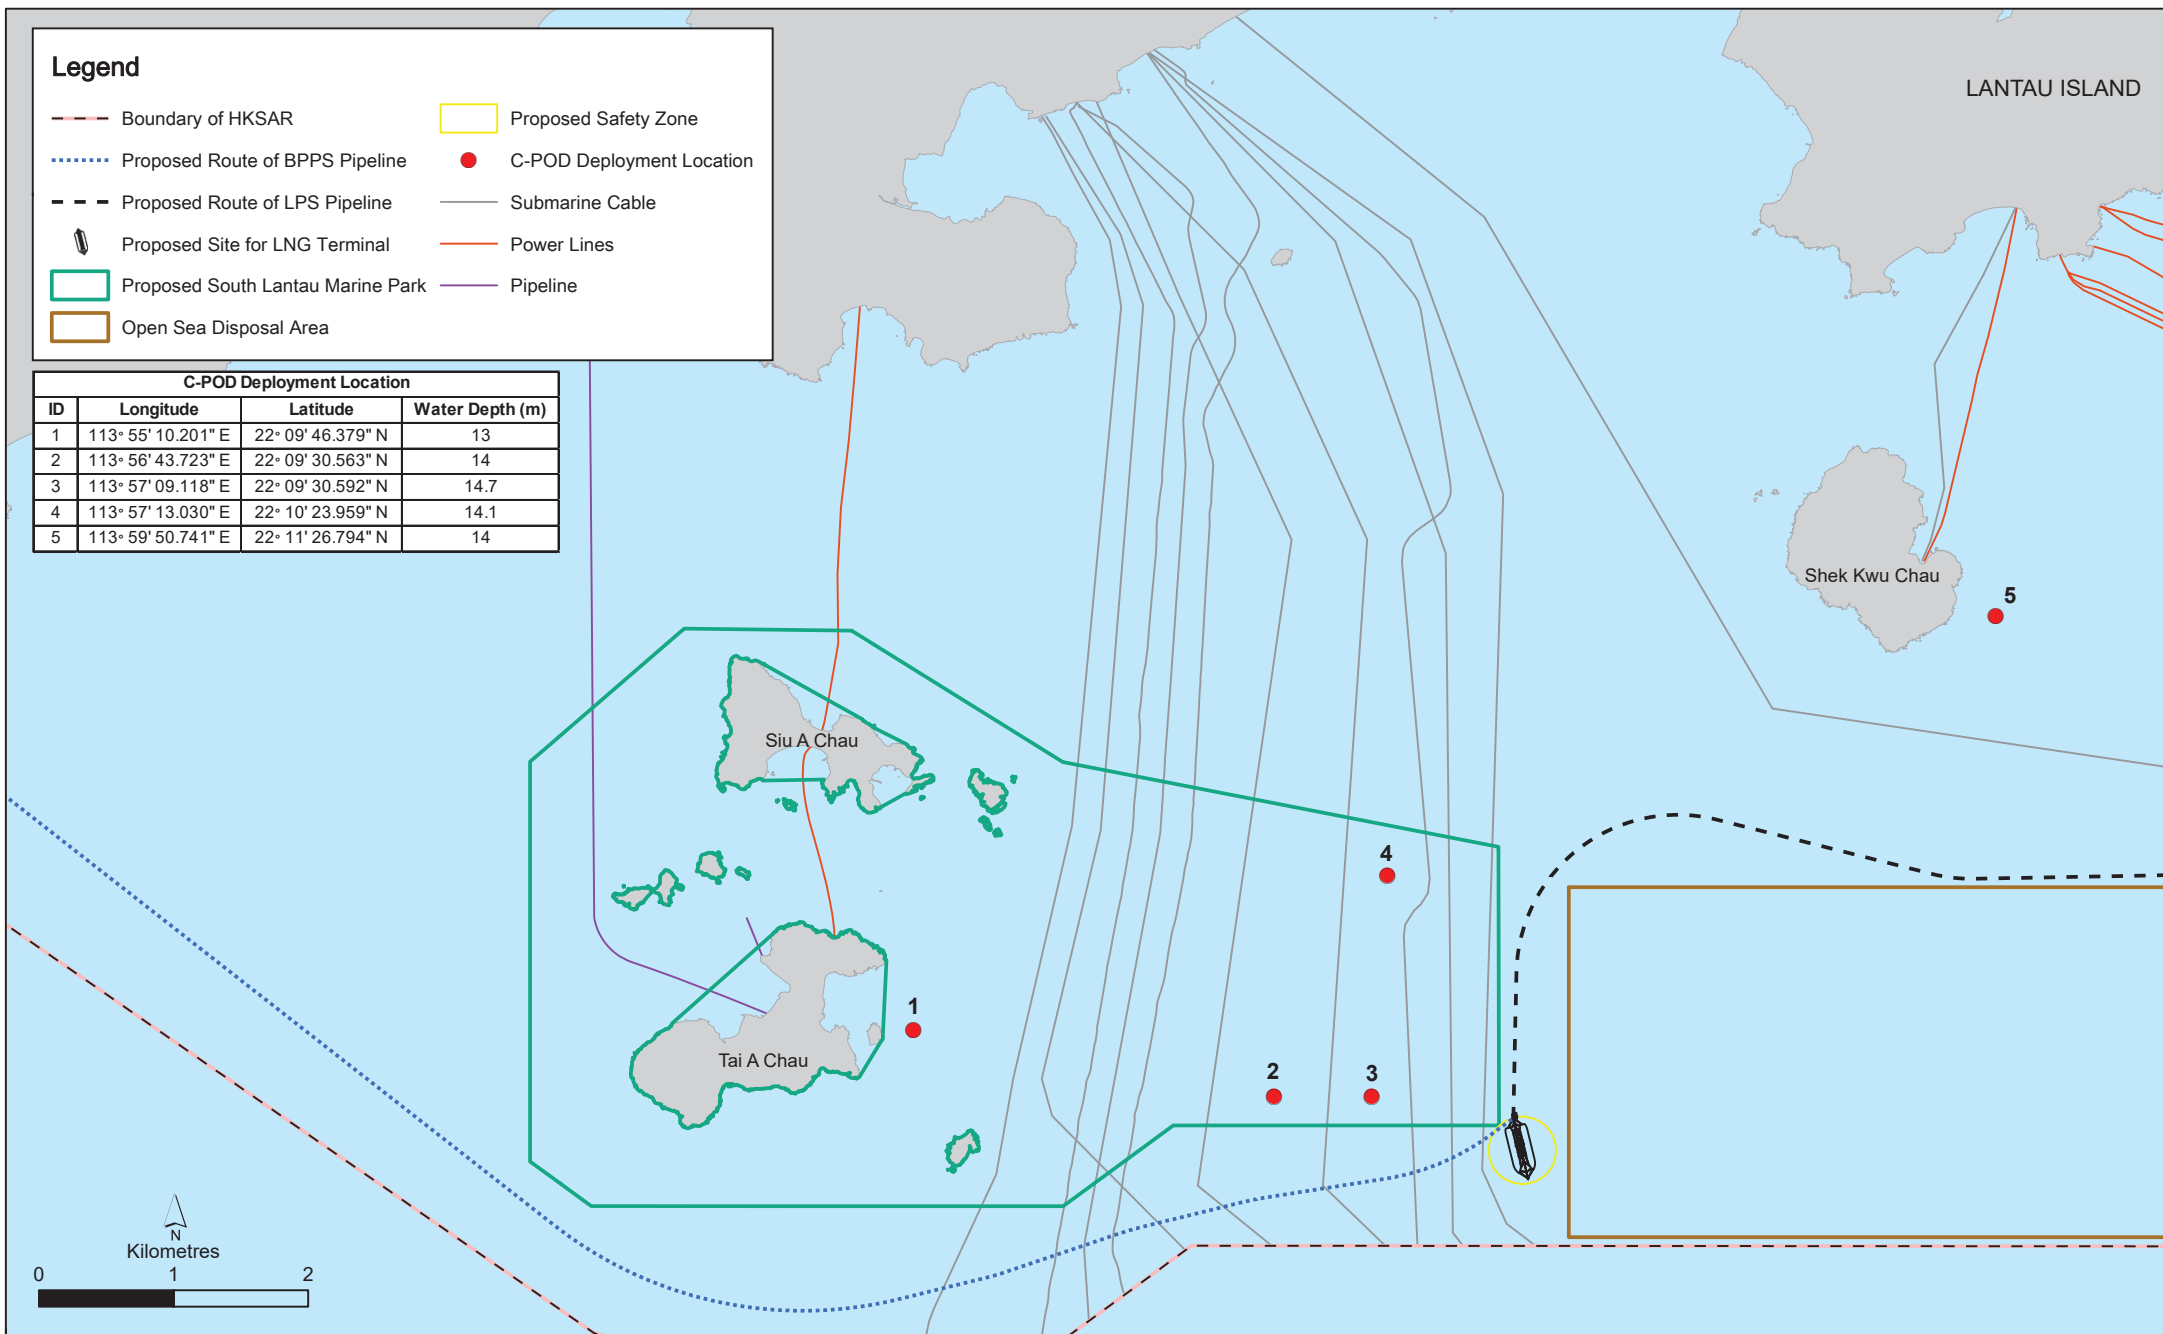 LANTAU ISLAND
Legend
Boundary of HKSAR
Proposed Route of BPPS Pipeline
Proposed Route of LPS Pipeline
Proposed Site for LNG Terminal
Proposed South Lantau Marine Park
Open Sea Disposal Area
Proposed Safety Zone
C-POD Deployment Location
Submarine Cable
Power Lines
Pipeline
C-POD Deployment Location
ID Longitude Latitude Water Depth (m)
1 113° 55' 10.201" E 22° 09' 46.379" N 13
2 113° 56' 43.723" E 22° 09' 30.563" N 14
3 113° 57' 09.118" E 22° 09' 30.592" N 14.7
4 113° 57' 13.030" E 22° 10' 23.959" N 14.1
5 113° 59' 50.741" E 22° 11' 26.794" N 14
Shek Kwu Chau
5
Siu A Chau
4
1
Tai A Chau
2
3
N
Kilometres
0 1 2